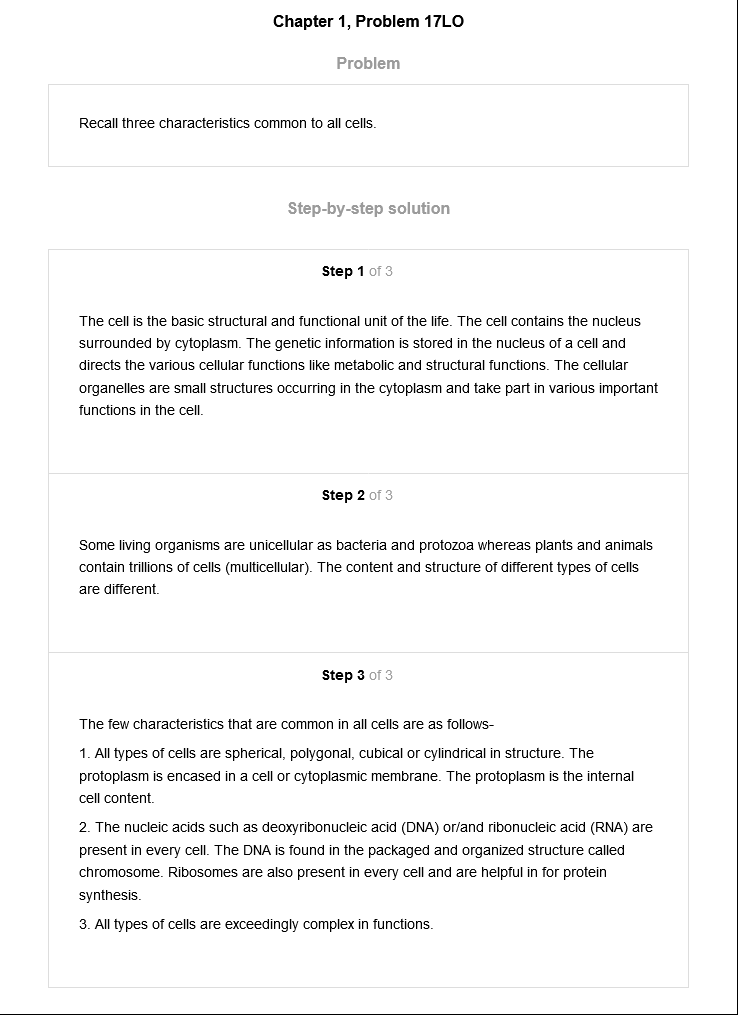 Chapter 1, Problem 17LO
Problem
Recall three characteristics common to all cells.
Step-by-step solution
Step 1 of 3
The cell is the basic structural and functional unit of the life. The cell contains the nucleus
surrounded by cytoplasm. The genetic information is stored in the nucleus of a cell and
directs the various cellular functions like metabolic and structural functions. The cellular
organelles are small structures occurring in the cytoplasm and take part in various important
functions in the cell.
Step 2 of 3
Some living organisms are unicellular as bacteria and protozoa whereas plants and animals
contain trillions of cells (multicellular). The content and structure of different types of cells
are different.
Step 3 of 3
The few characteristics that are common in all cells are as follows-
1. All types of cells are spherical, polygonal, cubical or cylindrical in structure. The
protoplasm is encased in a cell or cytoplasmic membrane. The protoplasm is the internal
cell content.
2. The nucleic acids such as deoxyribonucleic acid (DNA) or/and ribonucleic acid (RNA) are
present in every cell. The DNA is found in the packaged and organized structure called
chromosome. Ribosomes are also present in every cell and are helpful in for protein
synthesis.
3. All types of cells are exceedingly complex in functions.